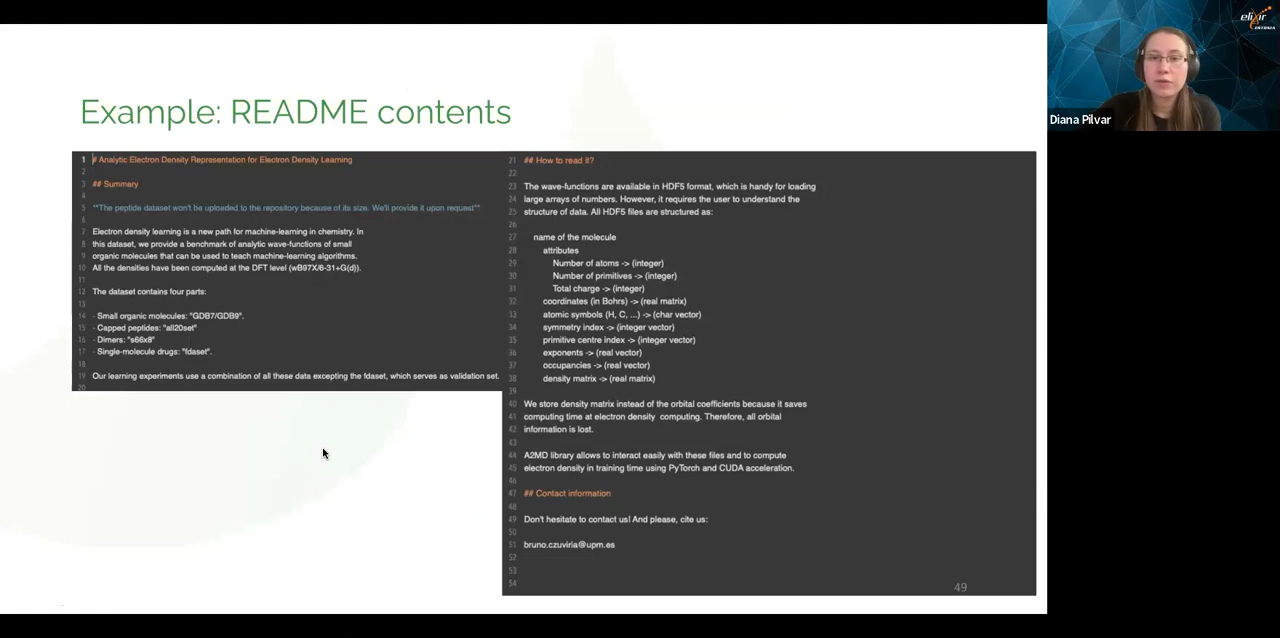 Example: README contents
1 # Analytic Electron Density Representation for Electron Density Learning
2
3 ## Summary
4
5 **The peptide dataset won't be uploaded to the repository because of its size. We'll provide it upon request**
6
7 Electron density learning is a new path for machine-learning in chemistry. In
8 this dataset, we provide a benchmark of analytic wave-functions of small
9 organic molecules that can be used to teach machine-learning algorithms.
10 All the densities have been computed at the DFT level (wB97X/6-31+G(d)).
11
12 The dataset contains four parts:
13
14 - Small organic molecules: "GDB7/GDB9".
15 - Capped peptides: "all20set"
16 - Dimers: "s66x8"
17 - Single-molecule drugs: "fdaset".
18
19 Our learning experiments use a combination of all these data excepting the fdaset, which serves as validation set.
20
21 ## How to read it?
22
23 The wave-functions are available in HDF5 format, which is handy for loading
24 large arrays of numbers. However, it requires the user to understand the
25 structure of data. All HDF5 files are structured as:
26
27 name of the molecule
28 attributes
29 Number of atoms -> (integer)
30 Number of primitives -> (integer)
31 Total charge -> (integer)
32 coordinates (in Bohrs) -> (real matrix)
33 atomic symbols (H, C, ...) -> (char vector)
34 symmetry index -> (integer vector)
35 primitive centre index -> (integer vector)
36 exponents -> (real vector)
37 occupancies -> (real vector)
38 density matrix -> (real matrix)
39
40 We store density matrix instead of the orbital coefficients because it saves
41 computing time at electron density computing. Therefore, all orbital
42 information is lost.
43
44 A2MD library allows to interact easily with these files and to compute
45 electron density in training time using PyTorch and CUDA acceleration.
46
47 ## Contact information
48
49 Don't hesitate to contact us! And please, cite us:
50
51 bruno.czuviria@upm.es
52
53
54
49
elixir
ESTONIA
Diana Pilvar